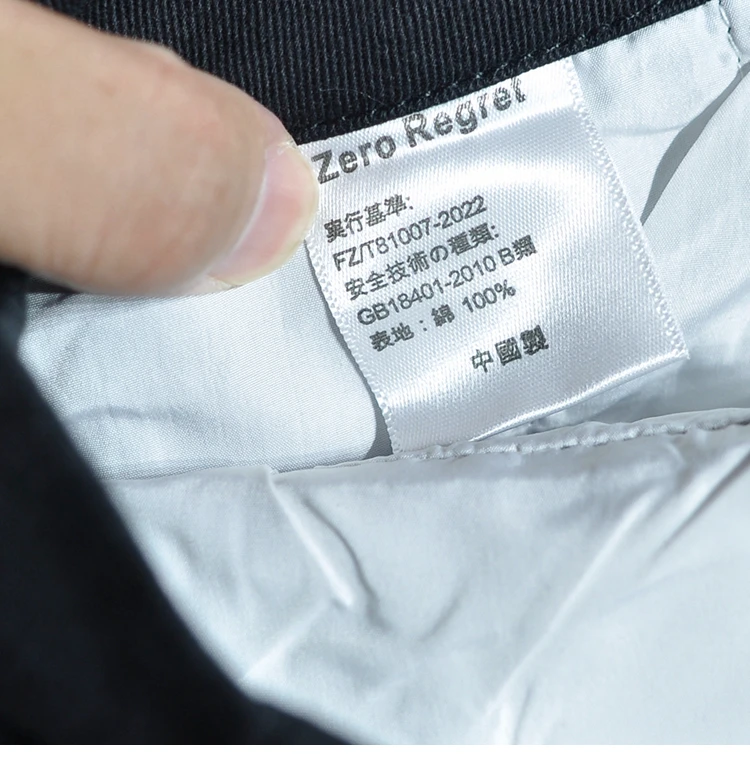 Zero Regret
実行基準:
FZ/T81007-2022
安全技術の種類:
GB18401-2010 B類
表地：綿 100%
中國製